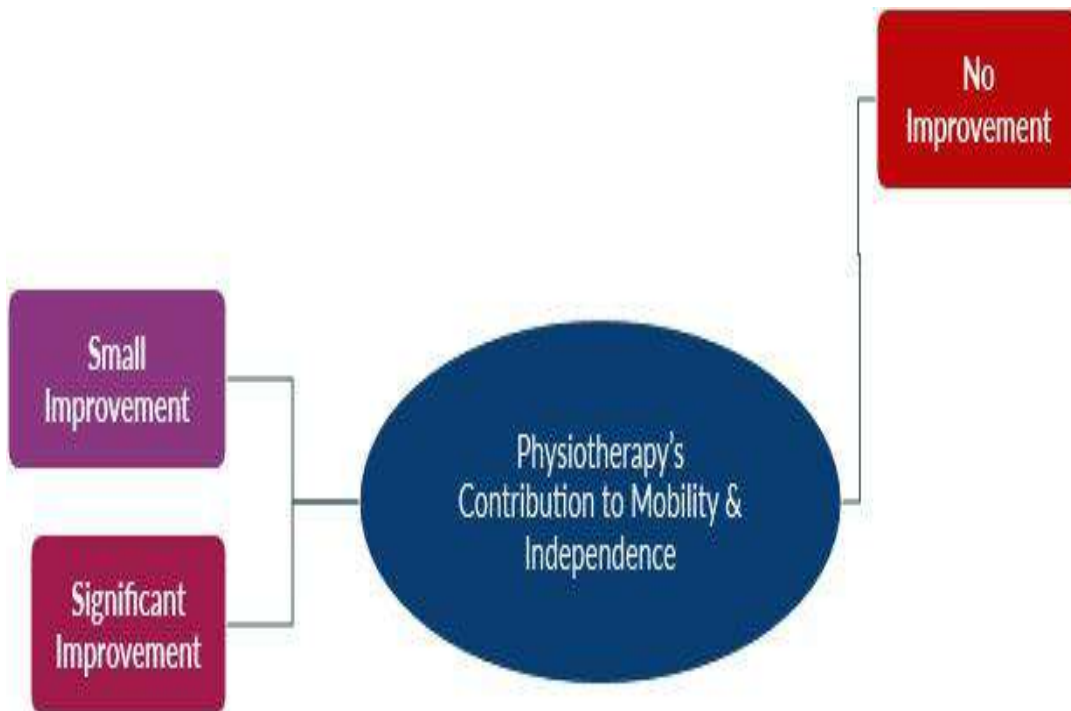 No
Improvement
Small
Improvement
Physiotherapy's
Contribution to Mobility &
Independence
Significant
Improvement